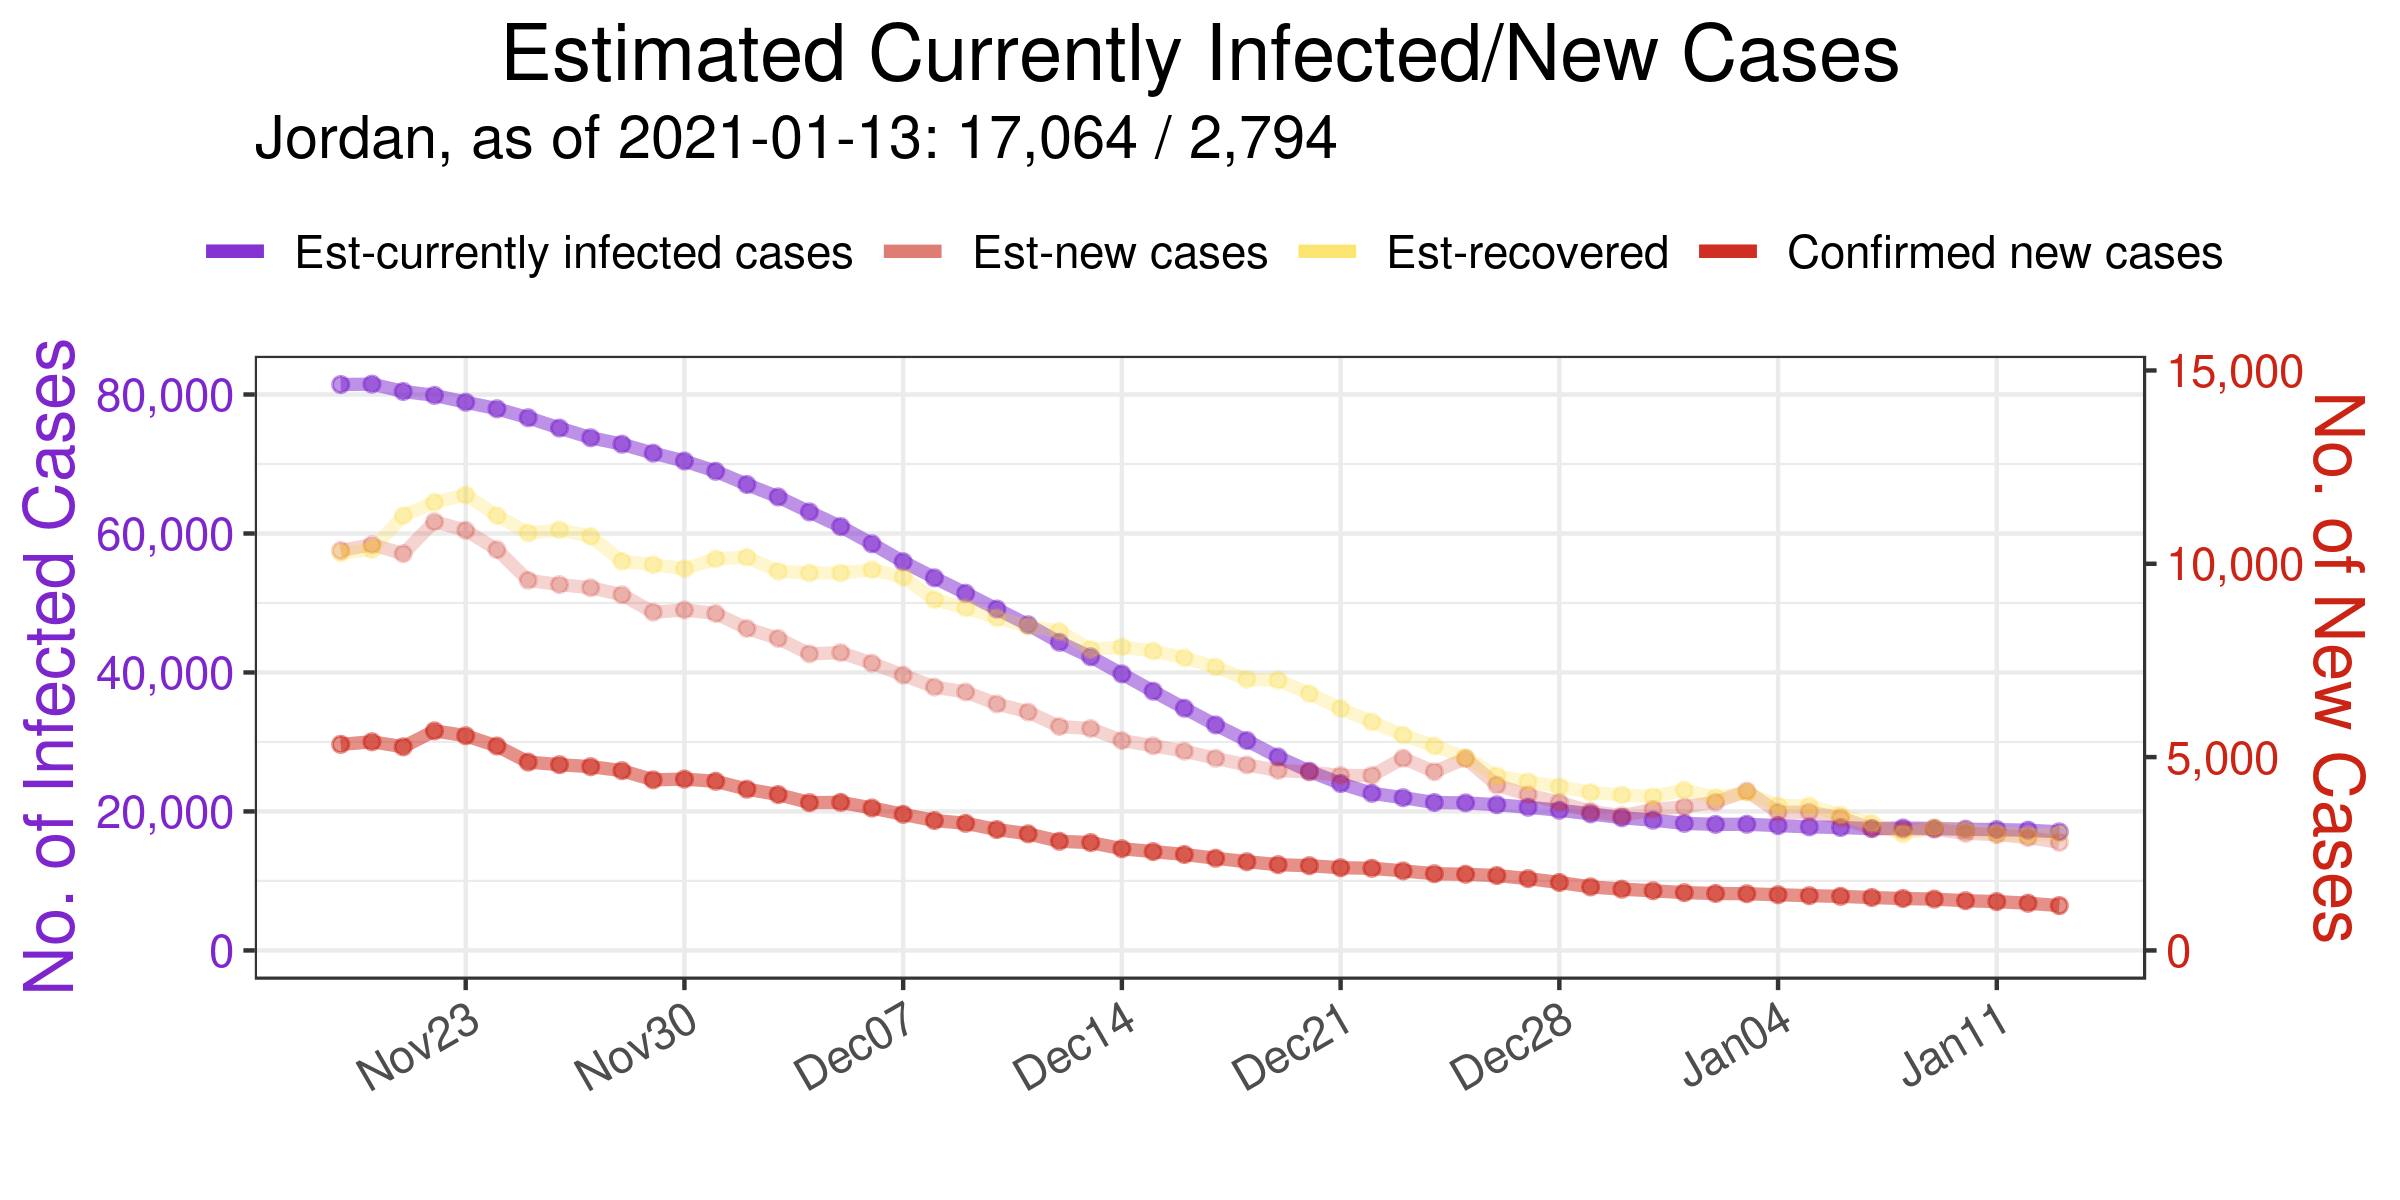 Estimated Currently Infected/New Cases
Jordan, as of 2021-01-13: 17,064 / 2,794
Est-currently infected cases Est-new cases Est-recovered Confirmed new cases
No. of Infected Cases
80,000
60,000
40,000
20,000
0
15,000
10,000
5,000
0
No. of New Cases
Nov23 Nov30 Dec07 Dec14 Dec21 Dec28 Jan04 Jan11